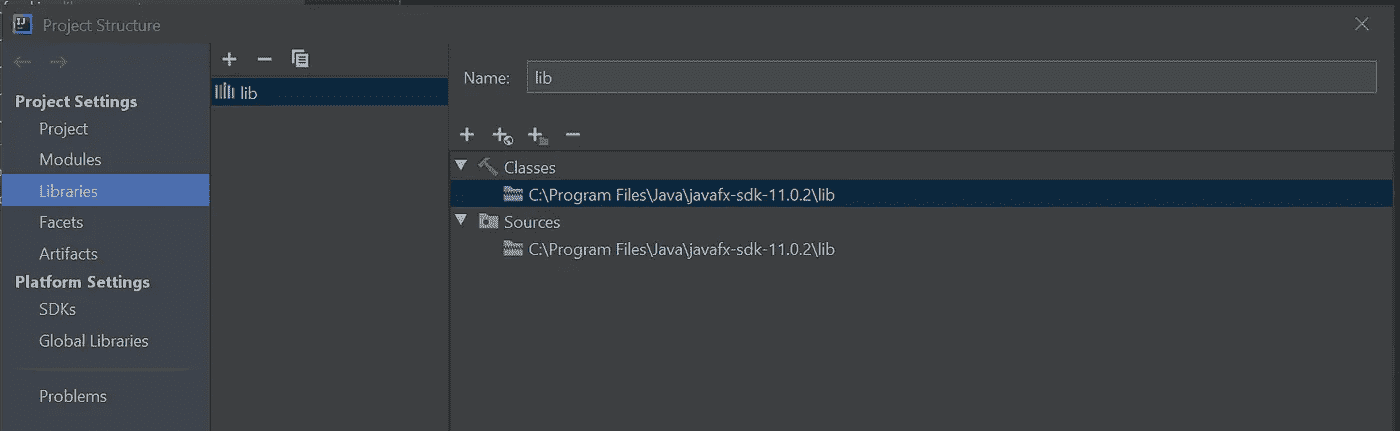 Project Structure
Project Settings
Project
Modules
Libraries
Facets
Artifacts
Platform Settings
SDKs
Global Libraries
Problems
lib
Name: lib
Classes
C:\Program Files\Java\javafx-sdk-11.0.2\lib
Sources
C:\Program Files\Java\javafx-sdk-11.0.2\lib